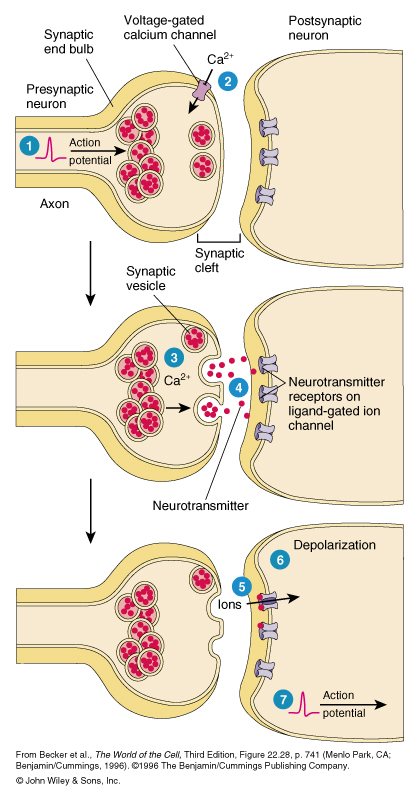 Voltage-gated
calcium channel
Postsynaptic
neuron
Synaptic
end bulb
Ca²⁺
2
Presynaptic
neuron
1
Action
potential
Axon
Synaptic
cleft
Synaptic
vesicle
3
Ca²⁺
4
Neurotransmitter
receptors on
ligand-gated ion
channel
Neurotransmitter
Depolarization
6
5
Ions
7
Action
potential
From Becker et al., The World of the Cell, Third Edition, Figure 22.28, p. 741 (Menlo Park, CA;
Benjamin/Cummings, 1996). ©1996 The Benjamin/Cummings Publishing Company.
© John Wiley & Sons, Inc.